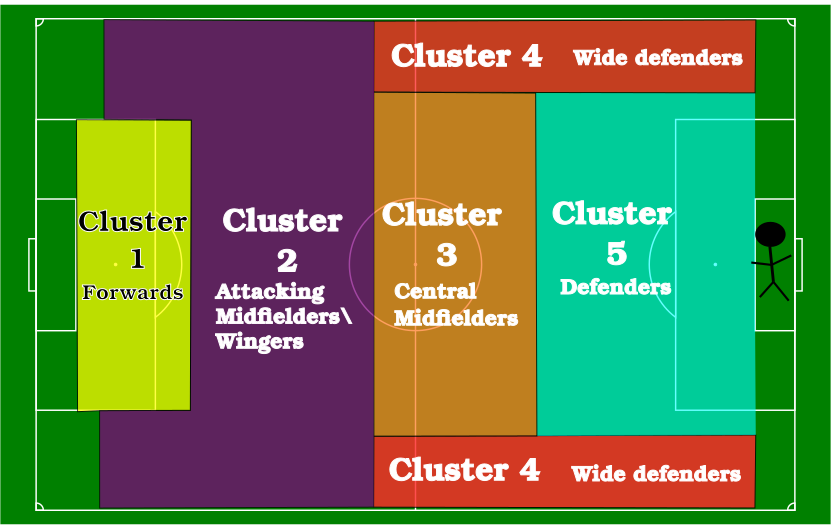 Cluster 4 Wide defenders
Cluster
1
Forwards
Cluster
2
Attacking
Midfielders\
Wingers
Cluster
3
Central
Midfielders
Cluster
5
Defenders
Cluster 4 Wide defenders